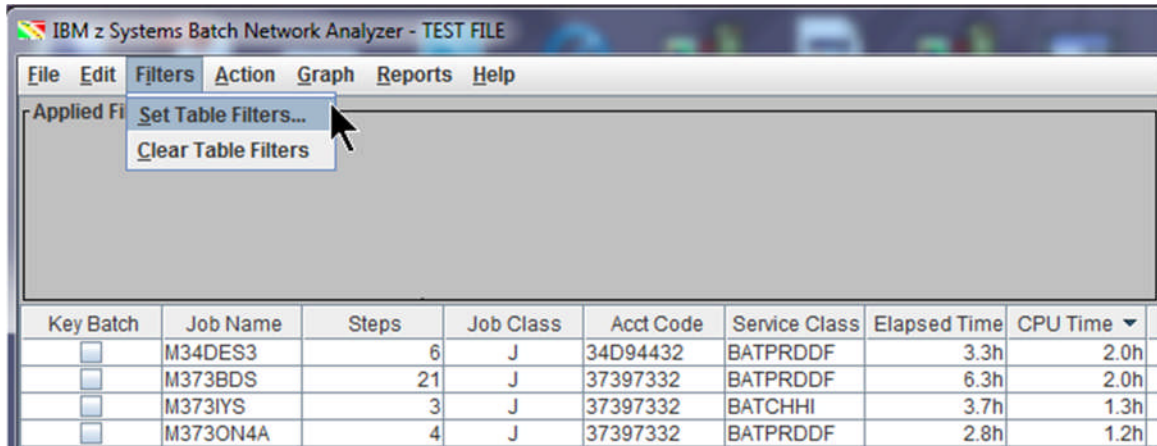 IBM z Systems Batch Network Analyzer - TEST FILE
File Edit Filters Action Graph Reports Help
Applied Fi
Set Table Filters...
Clear Table Filters
Key Batch Job Name Steps Job Class Acct Code Service Class Elapsed Time CPU Time
M34DES3 6 J 34D94432 BATPRDDF 3.3h 2.0h
M373BDS 21 J 37397332 BATPRDDF 6.3h 2.0h
M373IYS 3 J 37397332 BATCHHI 3.7h 1.3h
M373ON4A 4 J 37397332 BATPRDDF 2.8h 1.2h